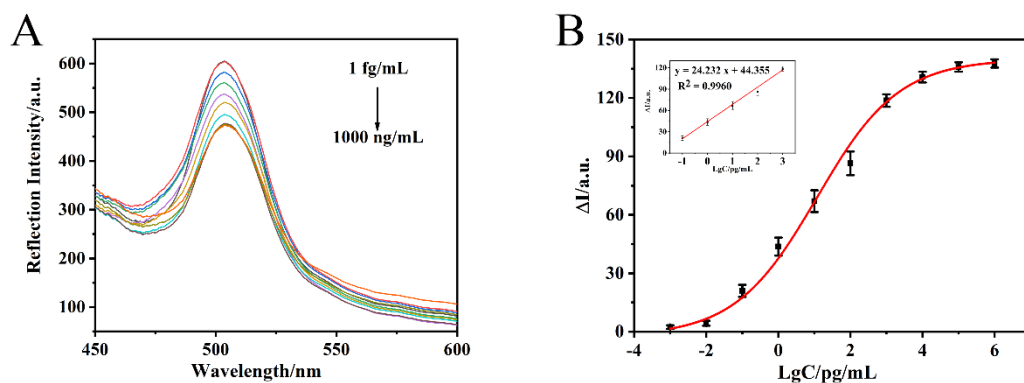 A
Reflection Intensity/a.u.
600
500
400
300
200
100
1 fg/mL
1000 ng/mL
450
500
550
600
Wavelength/nm
B
ΔI/a.u.
150
120
90
60
30
0
-4
-2
0
2
4
6
LgC/pg/mL
y = 24.232 x + 44.355
R² = 0.9960
ΔI/a.u.
120
90
60
30
0
-1
0
1
2
3
LgC/pg/mL